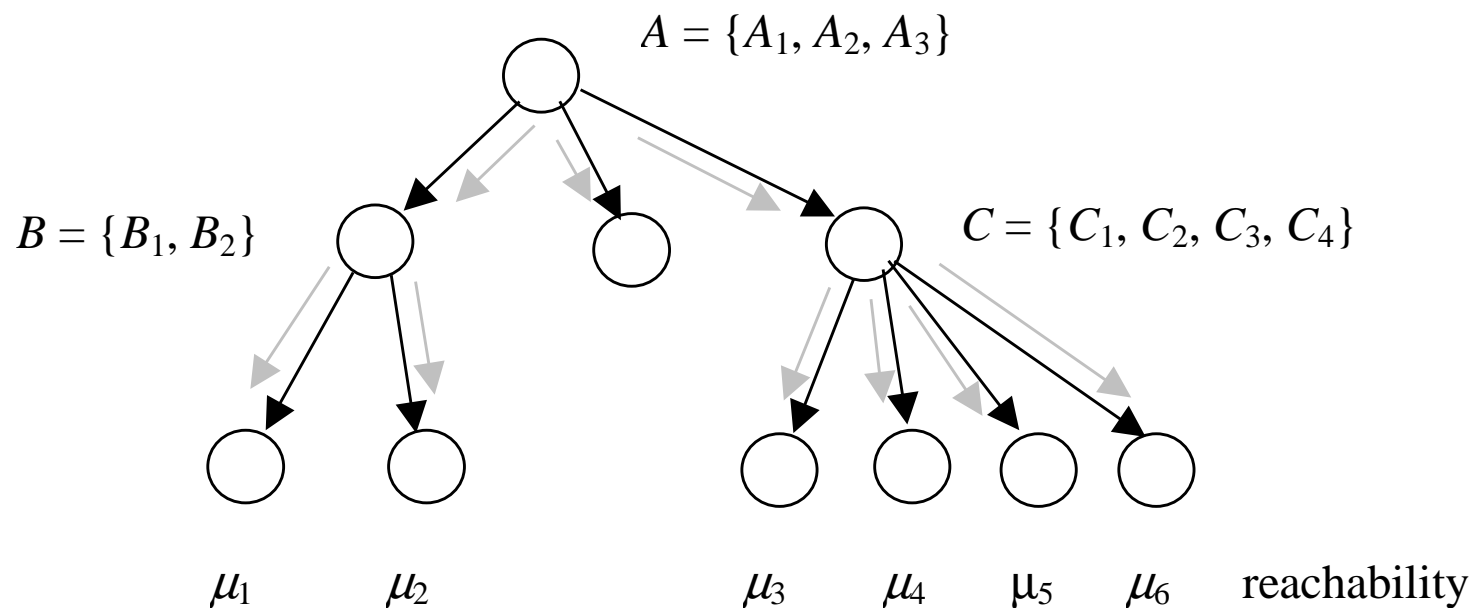 A = {A₁, A₂, A₃}
B = {B₁, B₂}
C = {C₁, C₂, C₃, C₄}
μ₁ μ₂ μ₃ μ₄ μ₅ μ₆ reachability